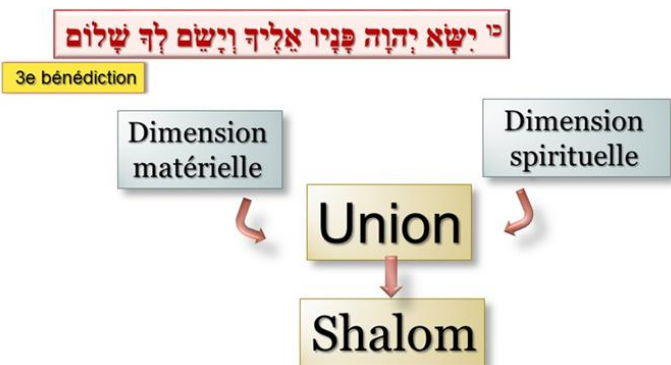 כו יִשָּׂא יְהוָה פָּנָיו אֵלֶיךָ וְיָשֵׂם לְךָ שָׁלוֹם
3e bénédiction
Dimension
matérielle
Dimension
spirituelle
Union
Shalom